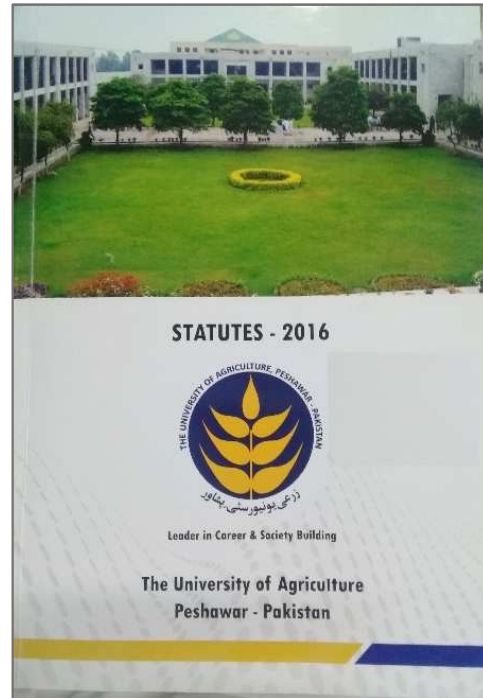 STATUTES - 2016
THE UNIVERSITY OF AGRICULTURE, PESHAWAR - PAKISTAN
زرعی یونیورسٹی پشاور
Leader in Career & Society Building
The University of Agriculture
Peshawar - Pakistan